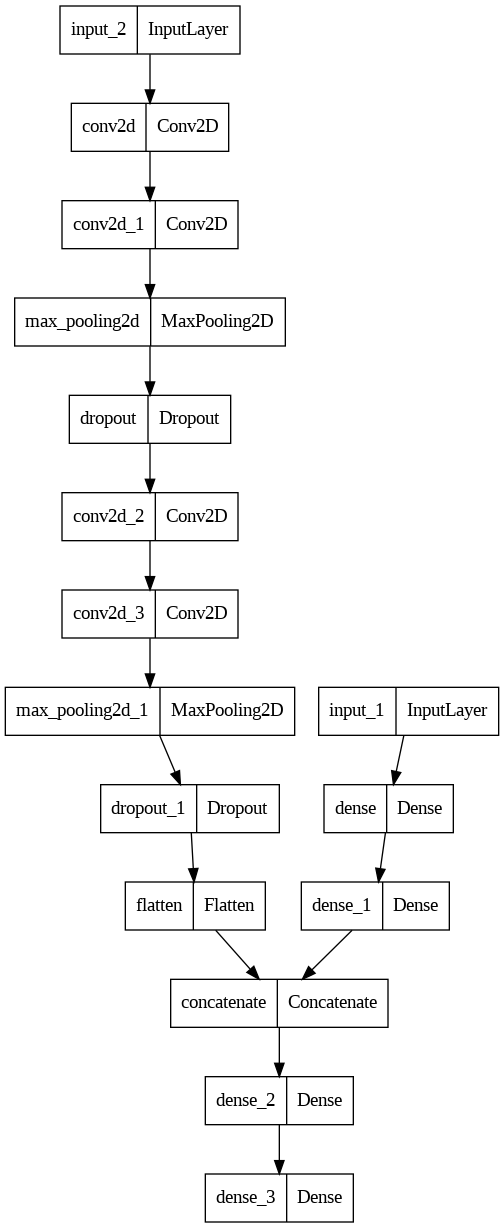 input_2 InputLayer
conv2d Conv2D
conv2d_1 Conv2D
max_pooling2d MaxPooling2D
dropout Dropout
conv2d_2 Conv2D
conv2d_3 Conv2D
max_pooling2d_1 MaxPooling2D input_1 InputLayer
dropout_1 Dropout dense Dense
flatten Flatten dense_1 Dense
concatenate Concatenate
dense_2 Dense
dense_3 Dense